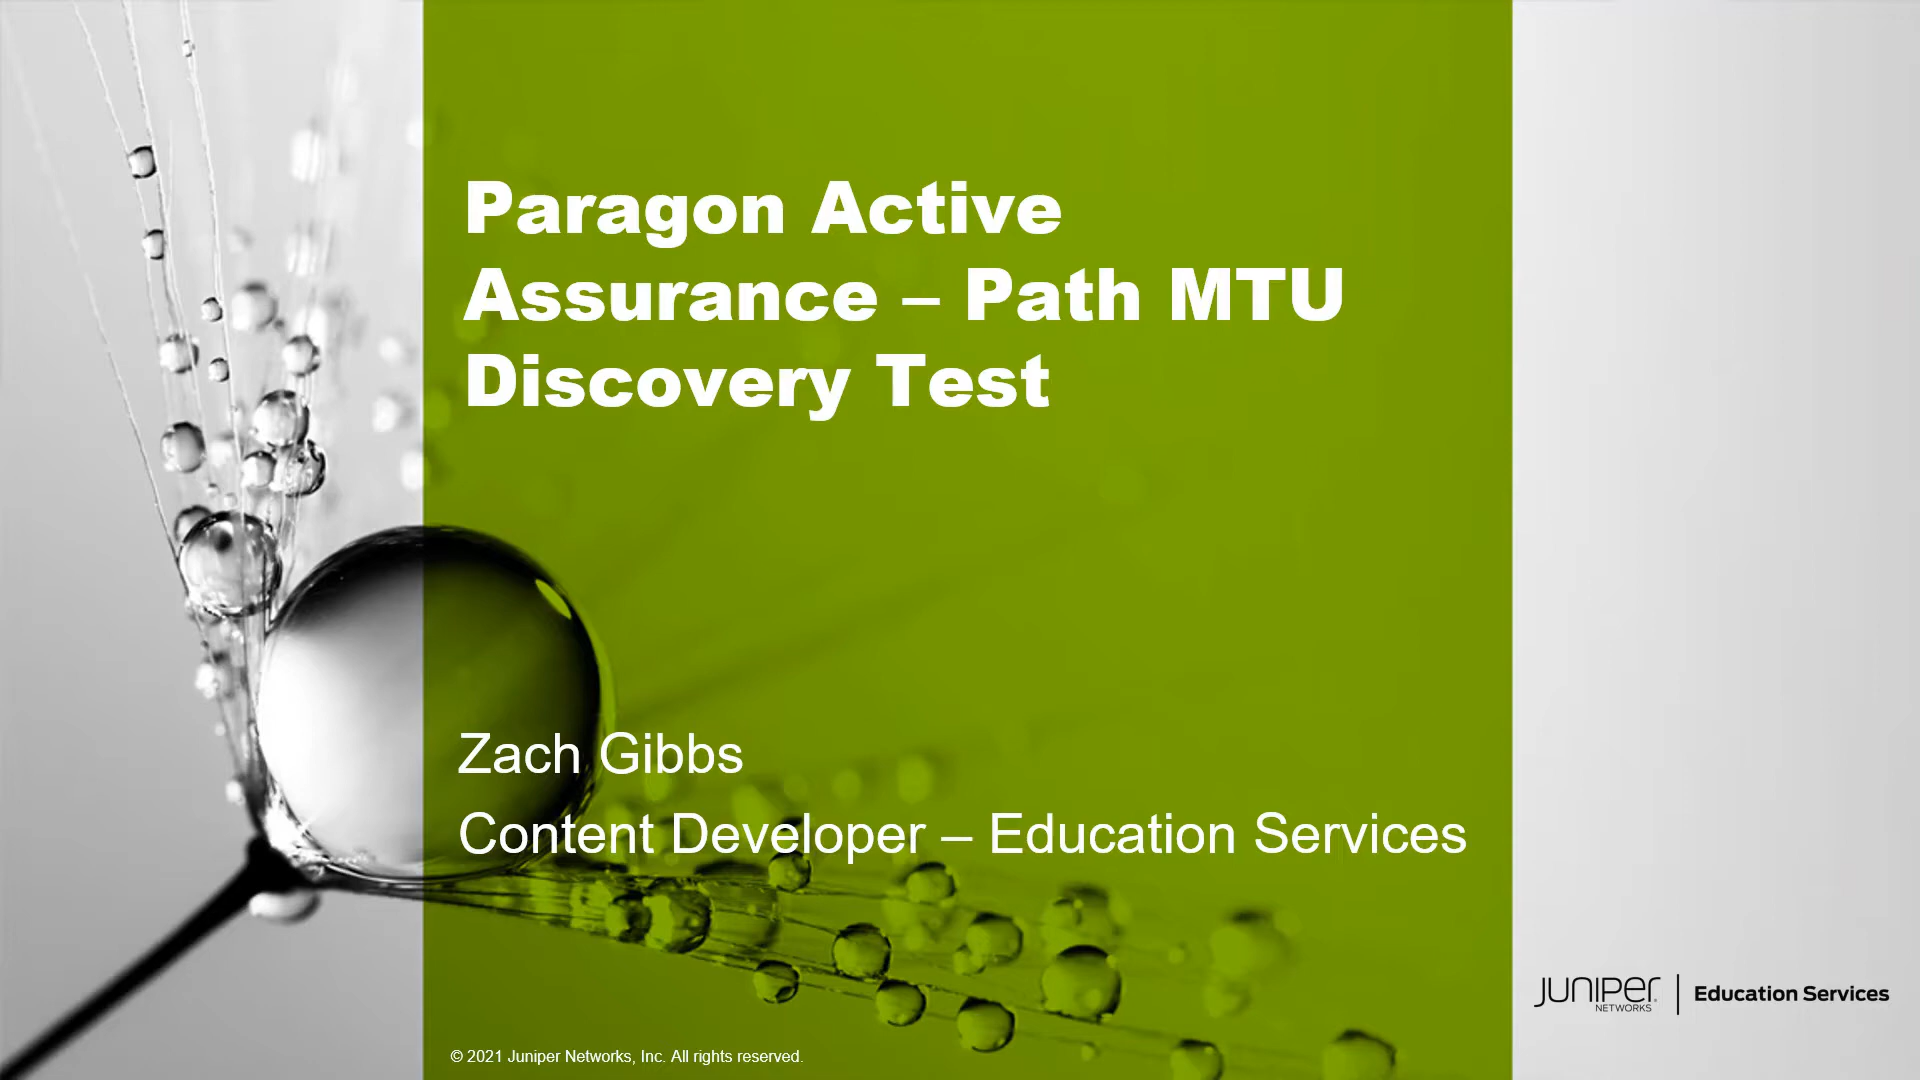 Paragon Active
Assurance – Path MTU
Discovery Test
Zach Gibbs
Content Developer – Education Services
JUNIPER
NETWORKS
Education Services
© 2021 Juniper Networks, Inc. All rights reserved.